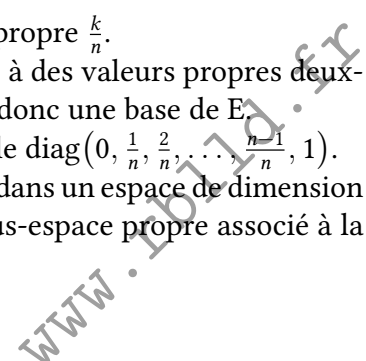 propre k/n.
à des valeurs propres deux-
donc une base de E.
le diag(0, 1/n, 2/n, …, n−1/n, 1).
dans un espace de dimension
us-espace propre associé à la
www.rblld.fr